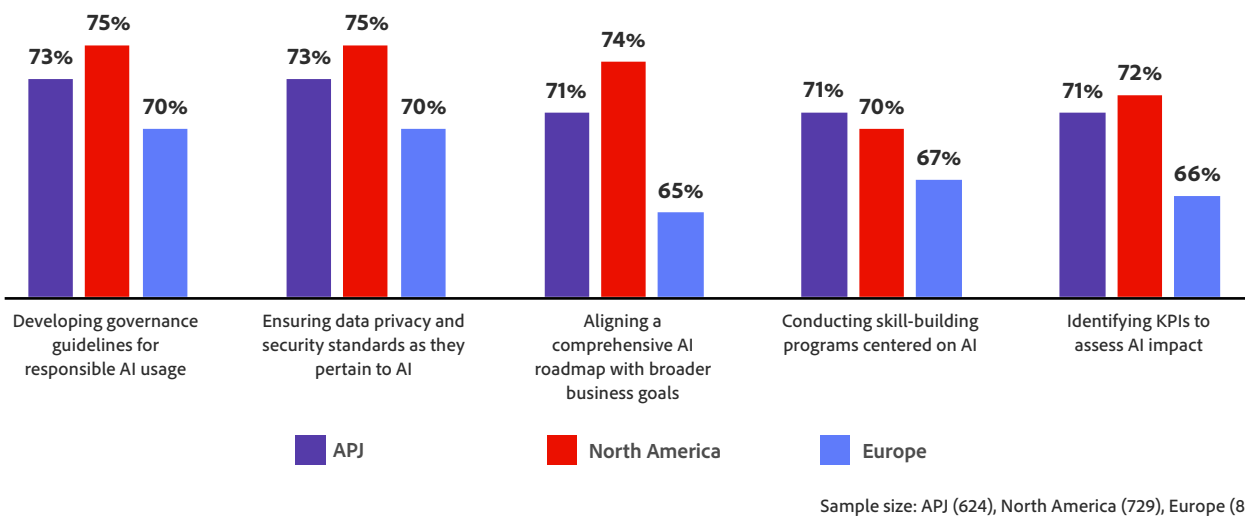 75%
75%
74%
73%
73%
72%
71%
71%
71%
70%
70%
70%
67%
66%
65%
Developing governance
guidelines for
responsible AI usage
Ensuring data privacy and
security standards as they
pertain to AI
Aligning a
comprehensive AI
roadmap with broader
business goals
Conducting skill-building
programs centered on AI
Identifying KPIs to
assess AI impact
APJ
North America
Europe
Sample size: APJ (624), North America (729), Europe (8